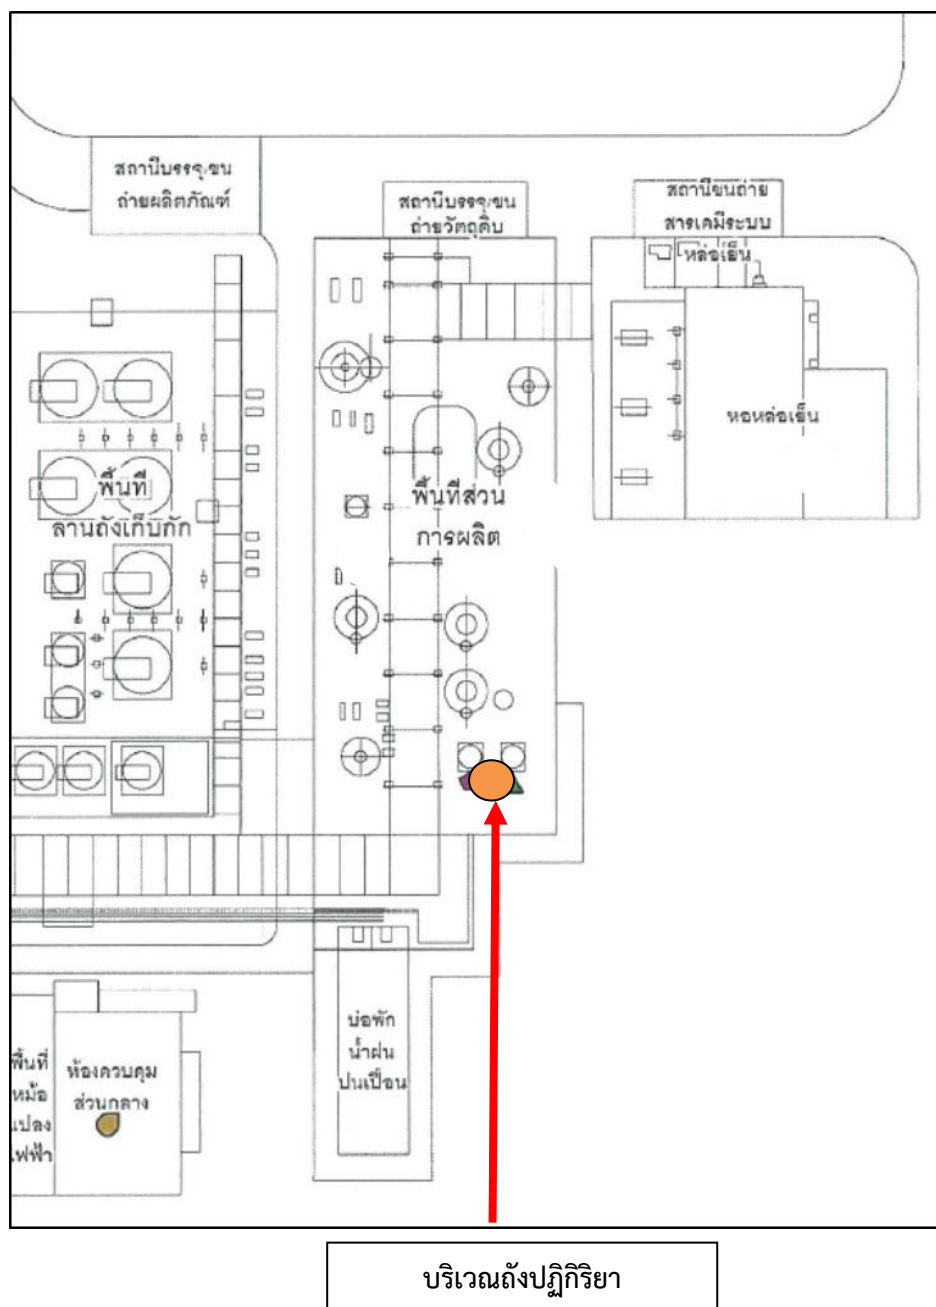 สถานีบรรจุ/ขน
ถ่ายผลิตภัณฑ์
สถานีบรรจุ/ขน
ถ่ายวัตถุดิบ
สถานีขนถ่าย
สารเคมีระบบ
หล่อเย็น
หอหล่อเย็น
พื้นที่
ลานถังเก็บกัก
พื้นที่ส่วน
การผลิต
บ่อพัก
น้ำฝน
ปนเปื้อน
พื้นที่
หม้อ
แปลง
ไฟฟ้า
ห้องควบคุม
ส่วนกลาง
บริเวณถังปฏิกิริยา